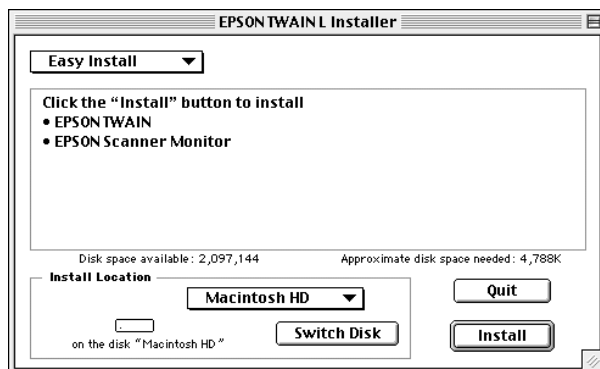 EPSON TWAIN L Installer
Easy Install
Click the “Install” button to install
• EPSON TWAIN
• EPSON Scanner Monitor
Disk space available: 2,097,144
Approximate disk space needed: 4,788K
Install Location
Macintosh HD
Quit
Switch Disk
Install
on the disk “Macintosh HD”